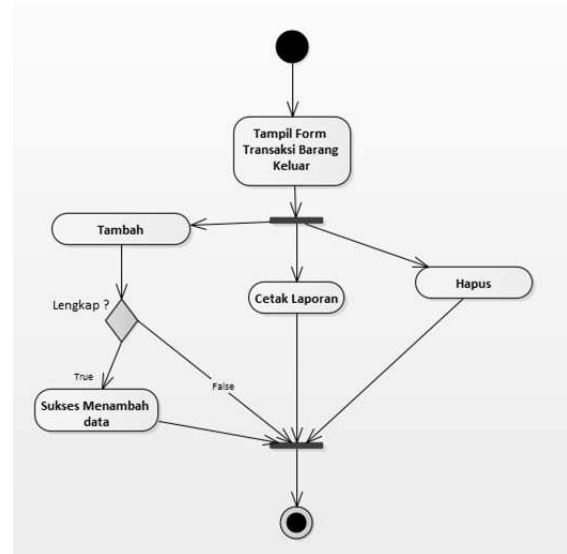 Tampil Form
Transaksi Barang
Keluar
Tambah
Cetak Laporan
Hapus
Lengkap ?
True
False
Sukses Menambah
data